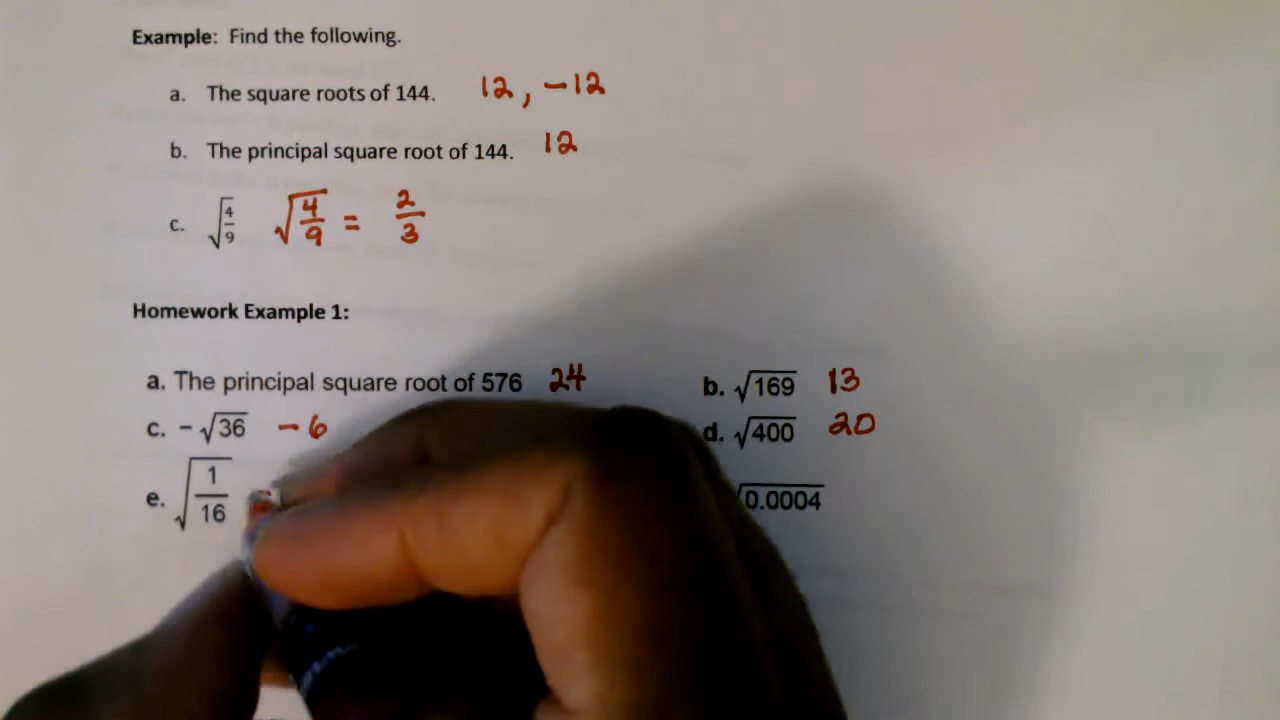 Example: Find the following.
a. The square roots of 144. 12, -12
b. The principal square root of 144. 12
c. √4/9 √4/9 = 2/3
Homework Example 1:
a. The principal square root of 576 24 b. √169 13
c. -√36 -6 d. √400 20
e. √1/16 √0.0004